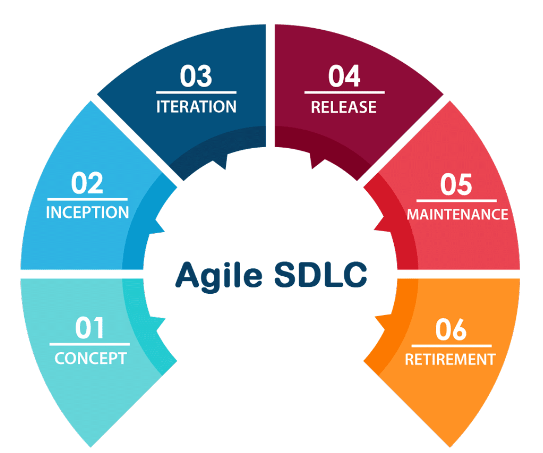 01
CONCEPT
02
INCEPTION
03
ITERATION
04
RELEASE
05
MAINTENANCE
06
RETIREMENT
Agile SDLC